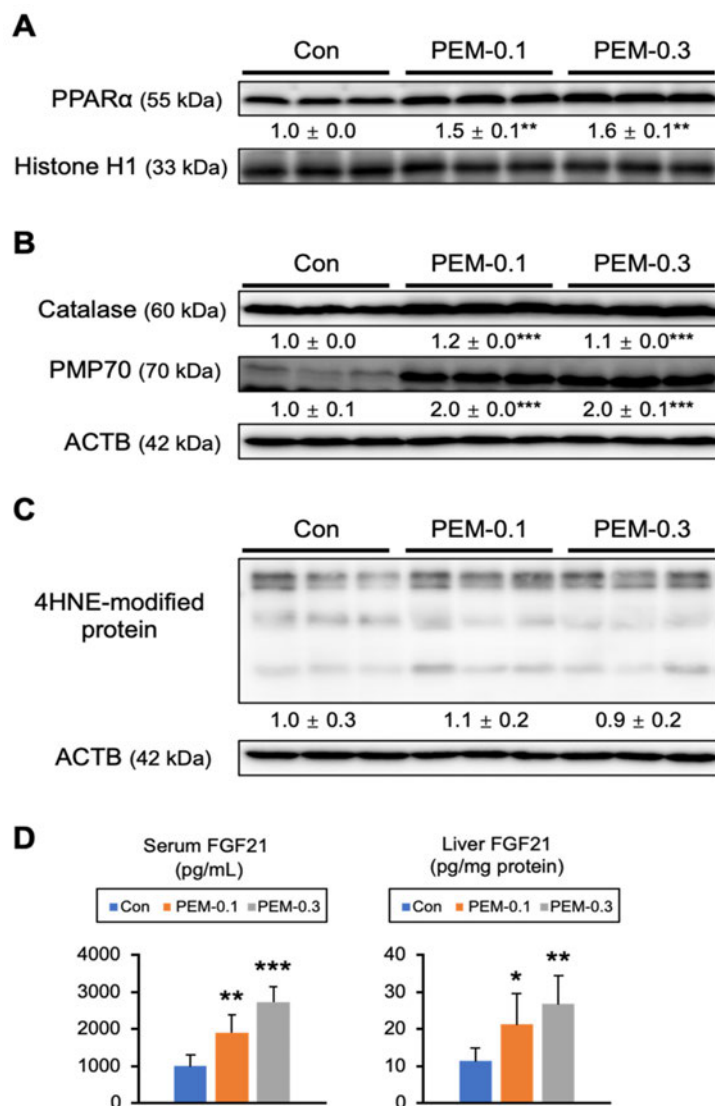 A
Con PEM-0.1 PEM-0.3
PPARα (55 kDa)
1.0 ± 0.0 1.5 ± 0.1** 1.6 ± 0.1**
Histone H1 (33 kDa)
B
Con PEM-0.1 PEM-0.3
Catalase (60 kDa)
1.0 ± 0.0 1.2 ± 0.0*** 1.1 ± 0.0***
PMP70 (70 kDa)
1.0 ± 0.1 2.0 ± 0.0*** 2.0 ± 0.1***
ACTB (42 kDa)
C
Con PEM-0.1 PEM-0.3
4HNE-modified
protein
1.0 ± 0.3 1.1 ± 0.2 0.9 ± 0.2
ACTB (42 kDa)
D
Serum FGF21
(pg/mL)
Con PEM-0.1 PEM-0.3
4000
3000
2000
1000
0
** ***
Liver FGF21
(pg/mg protein)
Con PEM-0.1 PEM-0.3
40
30
20
10
0
* **